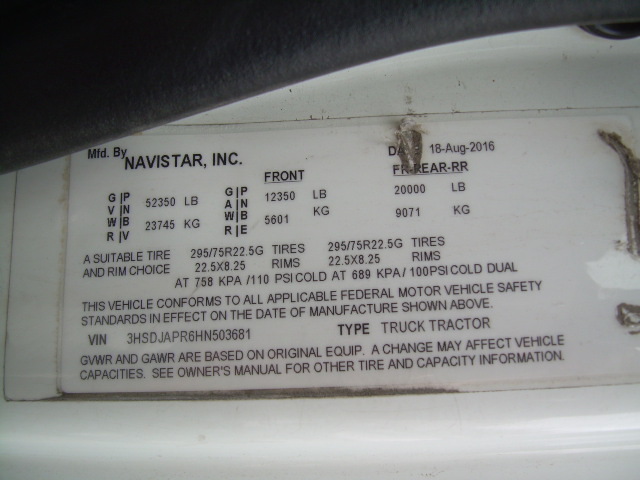 Mfd. By NAVISTAR, INC. 18-Aug-2016
FRONT FR-REAR-RR
G|P 52350 LB G|P 12350 LB 20000 LB
V|N A|N
W|B 23745 KG W|B 5601 KG 9071 KG
R|V R|E
A SUITABLE TIRE 295/75R22.5G TIRES 295/75R22.5G TIRES
AND RIM CHOICE 22.5X8.25 RIMS 22.5X8.25 RIMS
AT 758 KPA /110 PSI COLD AT 689 KPA / 100PSI COLD DUAL
THIS VEHICLE CONFORMS TO ALL APPLICABLE FEDERAL MOTOR VEHICLE SAFETY
STANDARDS IN EFFECT ON THE DATE OF MANUFACTURE SHOWN ABOVE.
VIN 3HSDJAPR6HN503681 TYPE TRUCK TRACTOR
GVWR AND GAWR ARE BASED ON ORIGINAL EQUIP. A CHANGE MAY AFFECT VEHICLE
CAPACITIES. SEE OWNER'S MANUAL FOR OTHER TIRE AND CAPACITY INFORMATION.